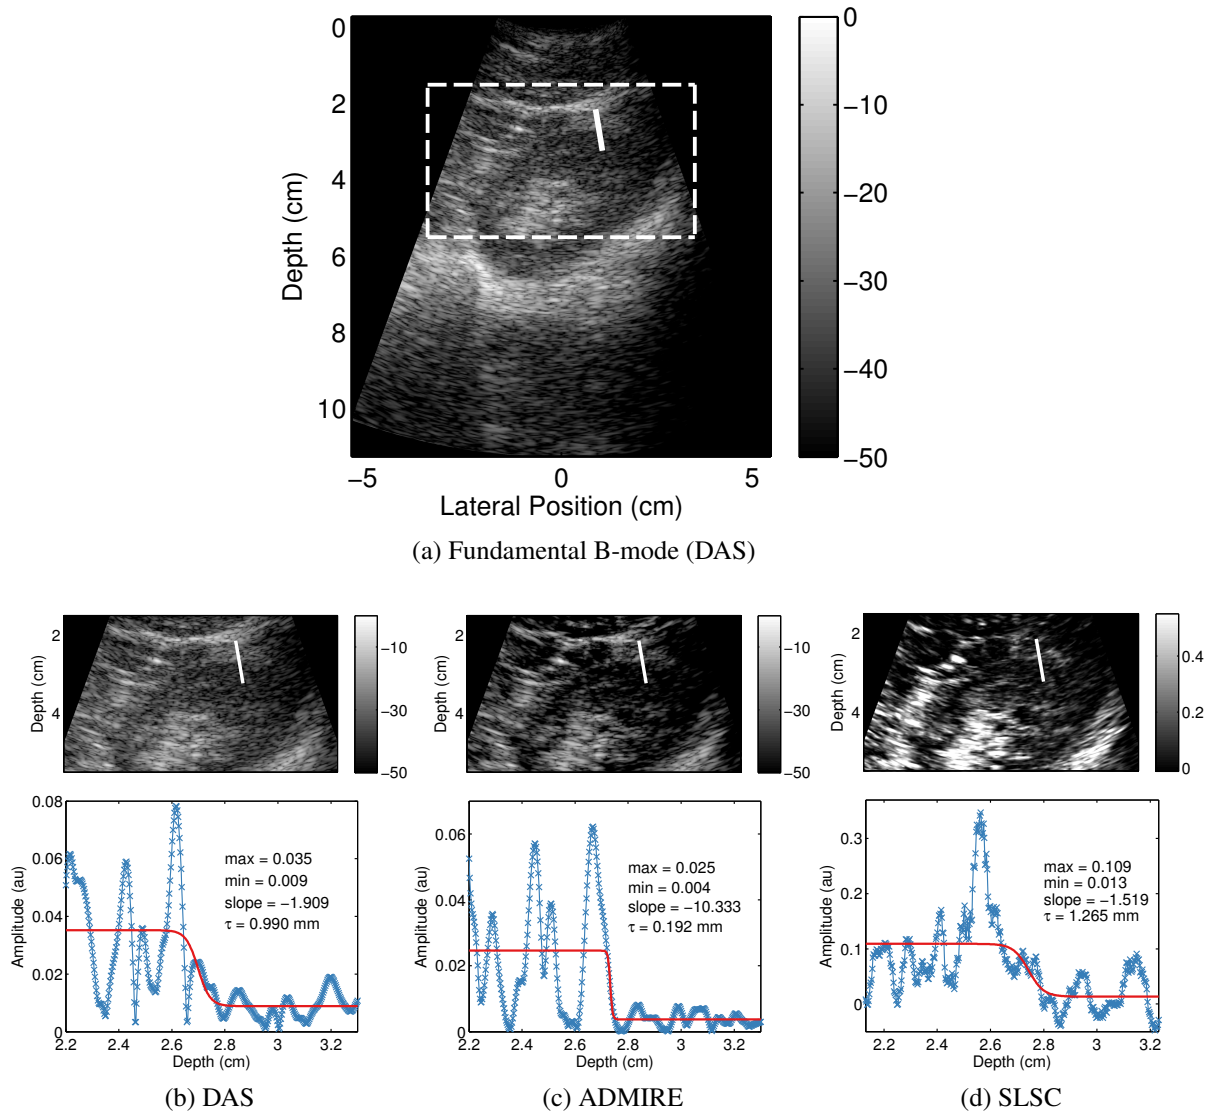 0
2
4
6
8
10
Depth (cm)
−5
0
5
Lateral Position (cm)
0
−10
−20
−30
−40
−50
(a) Fundamental B-mode (DAS)
2
4
Depth (cm)
−10
−30
−50
2
4
Depth (cm)
−10
−30
−50
2
4
Depth (cm)
0.4
0.2
0
0.08
0.06
0.04
0.02
0
Amplitude (au)
max = 0.035
min = 0.009
slope = −1.909
τ = 0.990 mm
2.2 2.4 2.6 2.8 3 3.2
Depth (cm)
0.06
0.04
0.02
0
Amplitude (au)
max = 0.025
min = 0.004
slope = −10.333
τ = 0.192 mm
2.2 2.4 2.6 2.8 3 3.2
Depth (cm)
0.3
0.2
0.1
0
Amplitude (au)
max = 0.109
min = 0.013
slope = −1.519
τ = 1.265 mm
2.2 2.4 2.6 2.8 3 3.2
Depth (cm)
(b) DAS
(c) ADMIRE
(d) SLSC